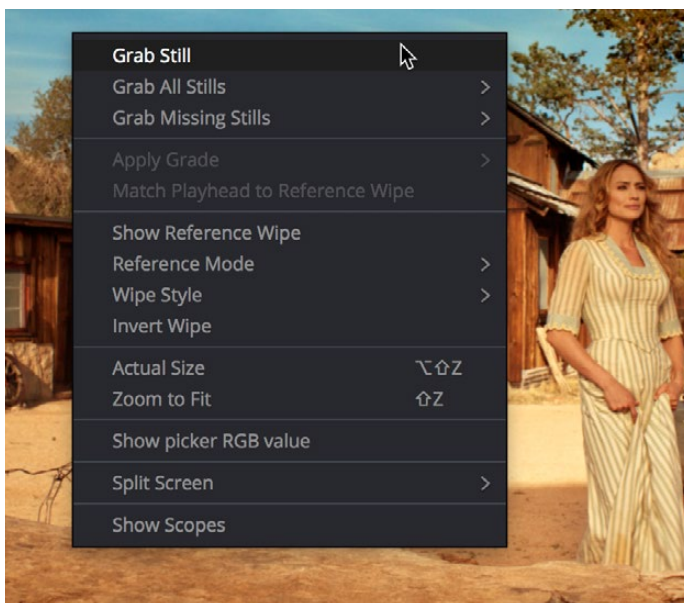 Grab Still
Grab All Stills
Grab Missing Stills
Apply Grade
Match Playhead to Reference Wipe
Show Reference Wipe
Reference Mode
Wipe Style
Invert Wipe
Actual Size ⌥⇧Z
Zoom to Fit ⇧Z
Show picker RGB value
Split Screen
Show Scopes